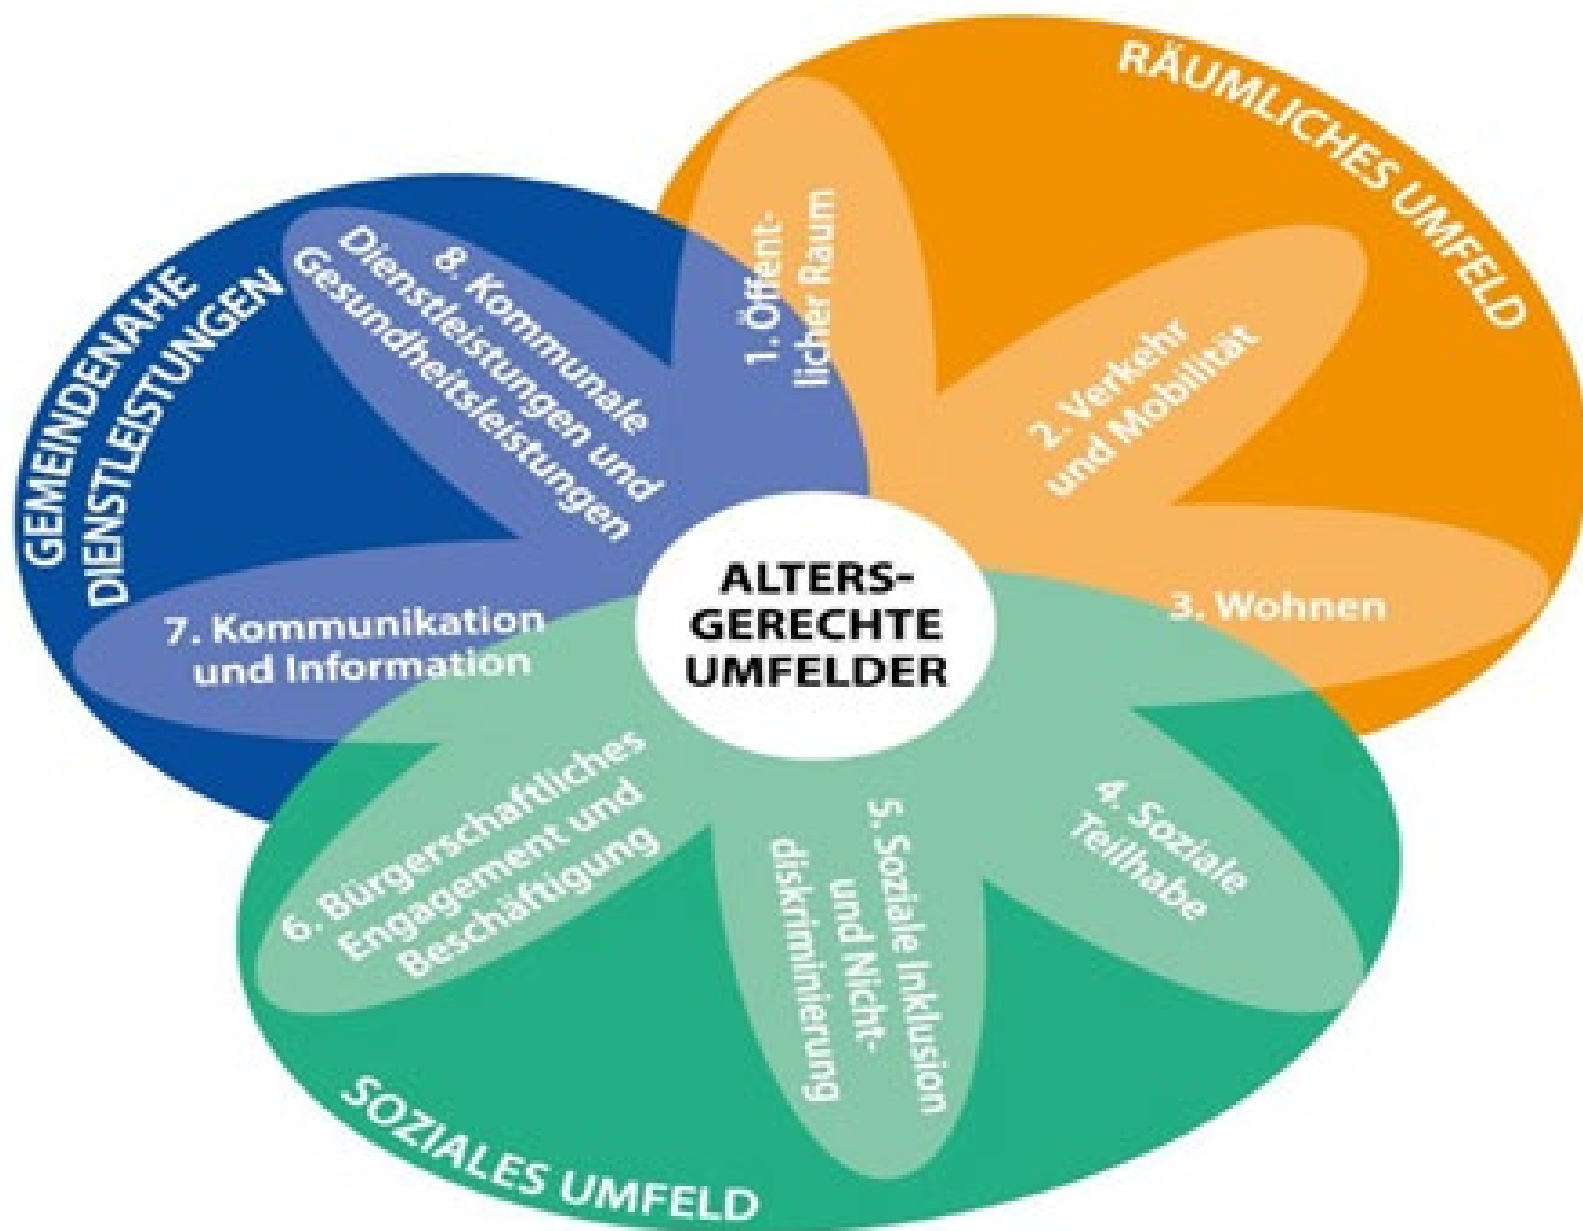 RÄUMLICHES UMFELD
1.Öffent-
licher Raum
2. Verkehr
und Mobilität
3. Wohnen
ALTERS-
GERECHTE
UMFELDER
4. Soziale
Teilhabe
5. Soziale Inklusion
und Nicht-
diskriminierung
6. Bürgerschaftliches
Engagement und
Beschäftigung
SOZIALES UMFELD
7. Kommunikation
und Information
8. Kommunale
Dienstleistungen und
Gesundheitsleistungen
GEMEINDENAHE
DIENSTLEISTUNGEN